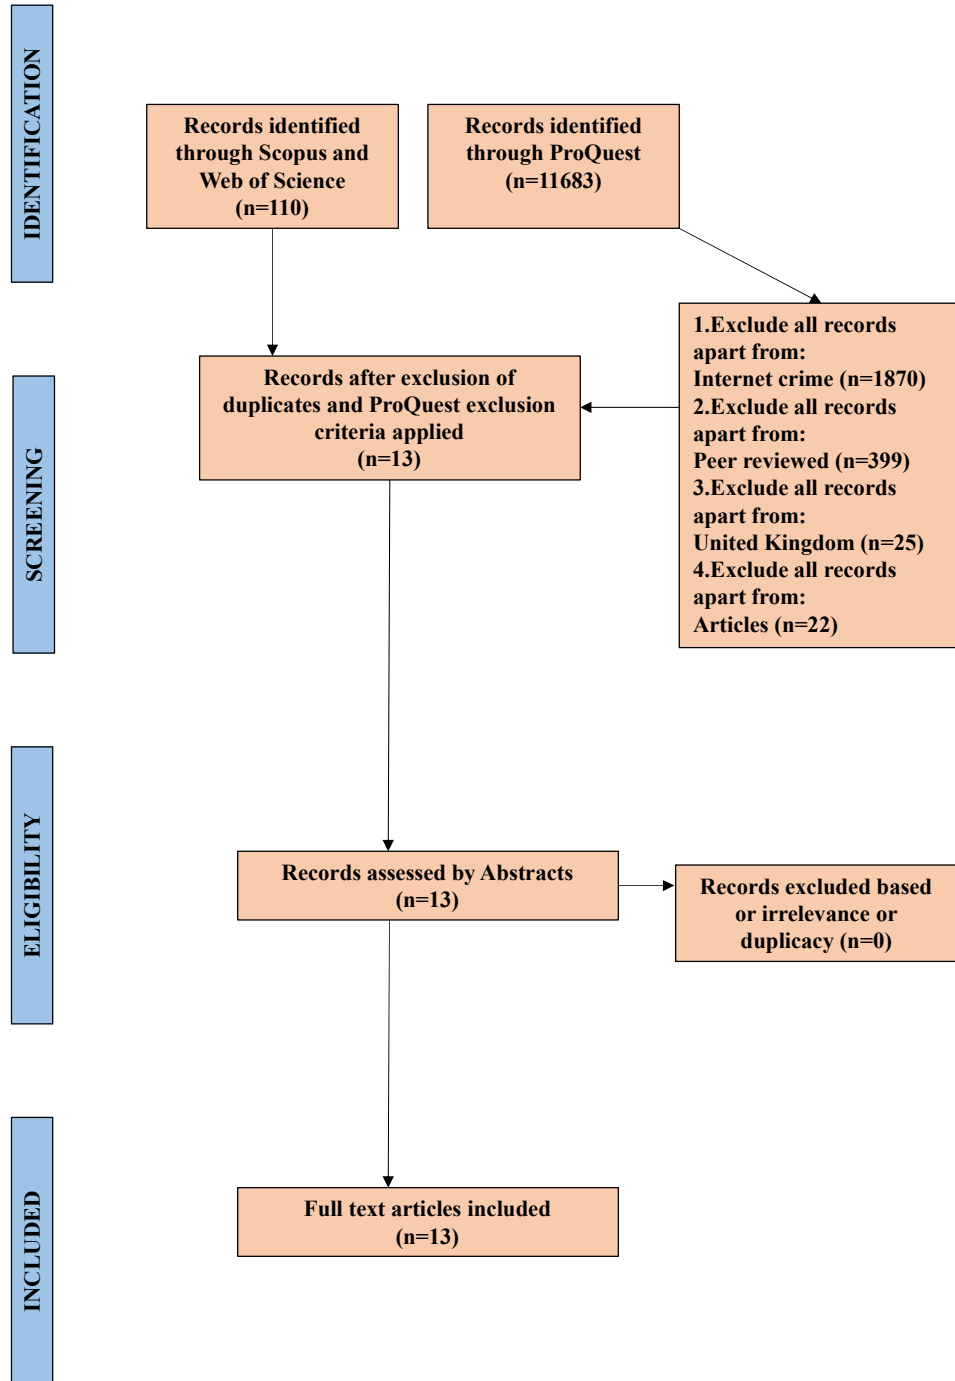 IDENTIFICATION
Records identified
through Scopus and
Web of Science
(n=110)
Records identified
through ProQuest
(n=11683)
1.Exclude all records
apart from:
Internet crime (n=1870)
2.Exclude all records
apart from:
Peer reviewed (n=399)
3.Exclude all records
apart from:
United Kingdom (n=25)
4.Exclude all records
apart from:
Articles (n=22)
SCREENING
Records after exclusion of
duplicates and ProQuest exclusion
criteria applied
(n=13)
ELIGIBILITY
Records assessed by Abstracts
(n=13)
Records excluded based
or irrelevance or
duplicacy (n=0)
INCLUDED
Full text articles included
(n=13)